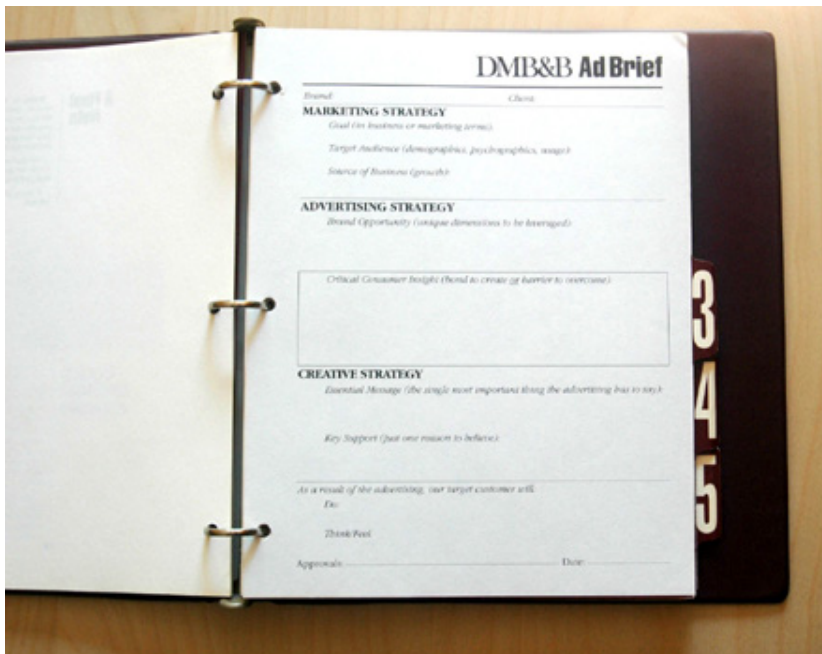 DMB&B Ad Brief
Brand: Client:
MARKETING STRATEGY
Goal (in business or marketing terms):
Target Audience (demographics, psychographics, usage):
Source of Business (growth):
ADVERTISING STRATEGY
Brand Opportunity (unique dimensions to be leveraged):
Critical Consumer Insight (bond to create or barrier to overcome):
CREATIVE STRATEGY
Essential Message (the single most important thing the advertising has to say):
Key Support (just one reason to believe):
As a result of the advertising, our target customer will:
Do:
Think/Feel
Approvals: Date:
3
4
5